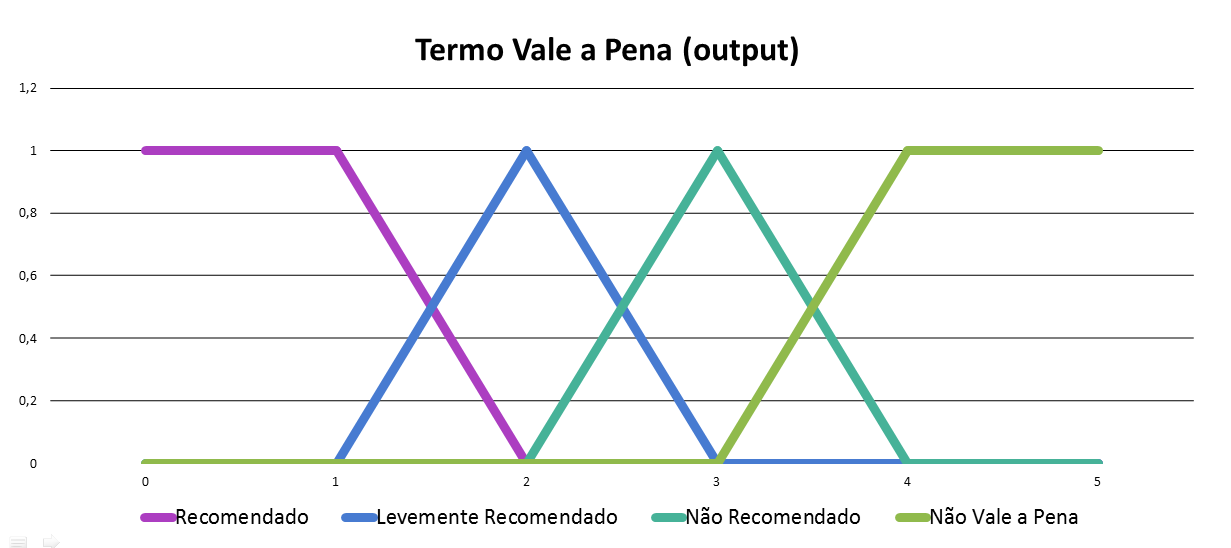 Termo Vale a Pena (output)
1,2
1
0,8
0,6
0,4
0,2
0
0 1 2 3 4 5
Recomendado Levemente Recomendado Não Recomendado Não Vale a Pena